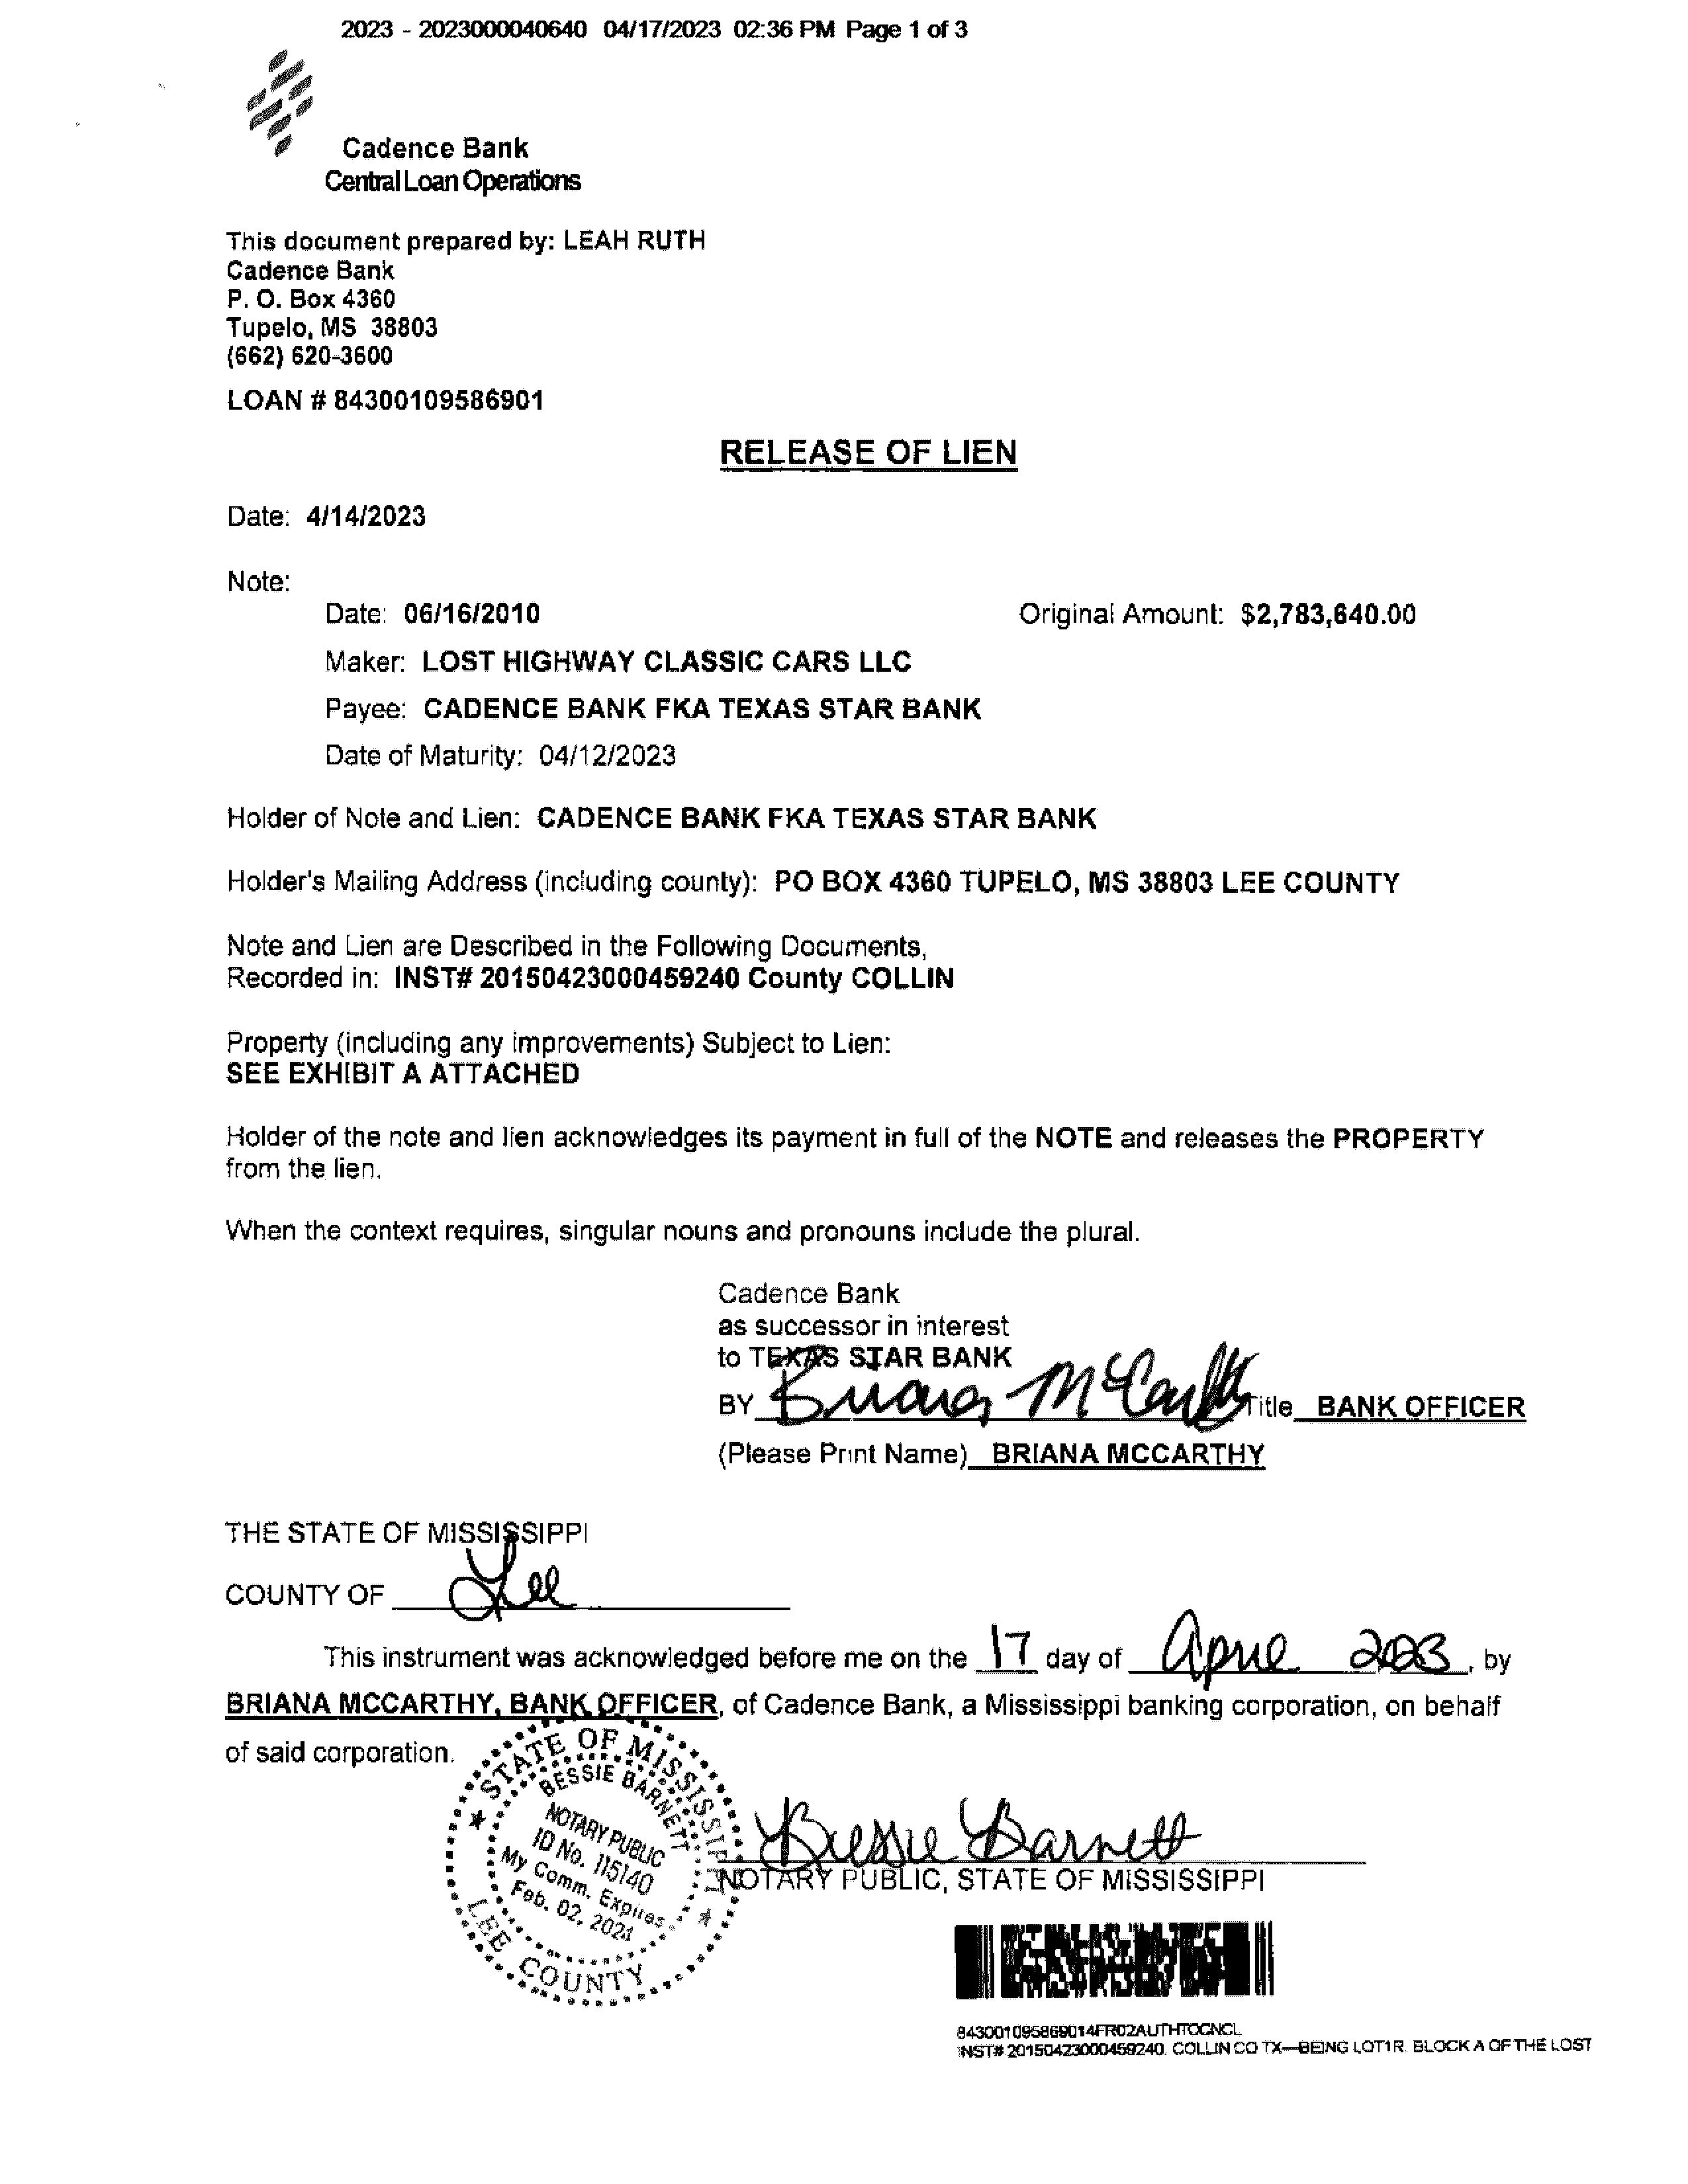 2023 - 2023000040640 04/17/2023 02:36 PM Page 1 of 3
Cadence Bank
Central Loan Operations
This document prepared by: LEAH RUTH
Cadence Bank
P. O. Box 4360
Tupelo, MS 38803
(662) 620-3600
LOAN # 84300109586901
RELEASE OF LIEN
Date: 4/14/2023
Note:
Date: 06/16/2010 Original Amount: $2,783,640.00
Maker: LOST HIGHWAY CLASSIC CARS LLC
Payee: CADENCE BANK FKA TEXAS STAR BANK
Date of Maturity: 04/12/2023
Holder of Note and Lien: CADENCE BANK FKA TEXAS STAR BANK
Holder's Mailing Address (including county): PO BOX 4360 TUPELO, MS 38803 LEE COUNTY
Note and Lien are Described in the Following Documents,
Recorded in: INST# 20150423000459240 County COLLIN
Property (including any improvements) Subject to Lien:
SEE EXHIBIT A ATTACHED
Holder of the note and lien acknowledges its payment in full of the NOTE and releases the PROPERTY
from the lien.
When the context requires, singular nouns and pronouns include the plural.
Cadence Bank
as successor in interest
to TEXAS STAR BANK
BY Briana McCarthy Title BANK OFFICER
(Please Print Name) BRIANA MCCARTHY
THE STATE OF MISSISSIPPI
COUNTY OF Lee
This instrument was acknowledged before me on the 17 day of April 2023, by
BRIANA MCCARTHY, BANK OFFICER, of Cadence Bank, a Mississippi banking corporation, on behalf
of said corporation.
STATE OF MISSISSIPPI
BESSIE BARNETT
NOTARY PUBLIC
ID No. 115140
My Comm. Expires
Feb. 02, 2024
LEE COUNTY
Bessie Barnett
NOTARY PUBLIC, STATE OF MISSISSIPPI
843001095869014FR02AUTHTOCNCL
INST# 20150423000459240, COLLIN CO TX--BEING LOT1R, BLOCK A OF THE LOST